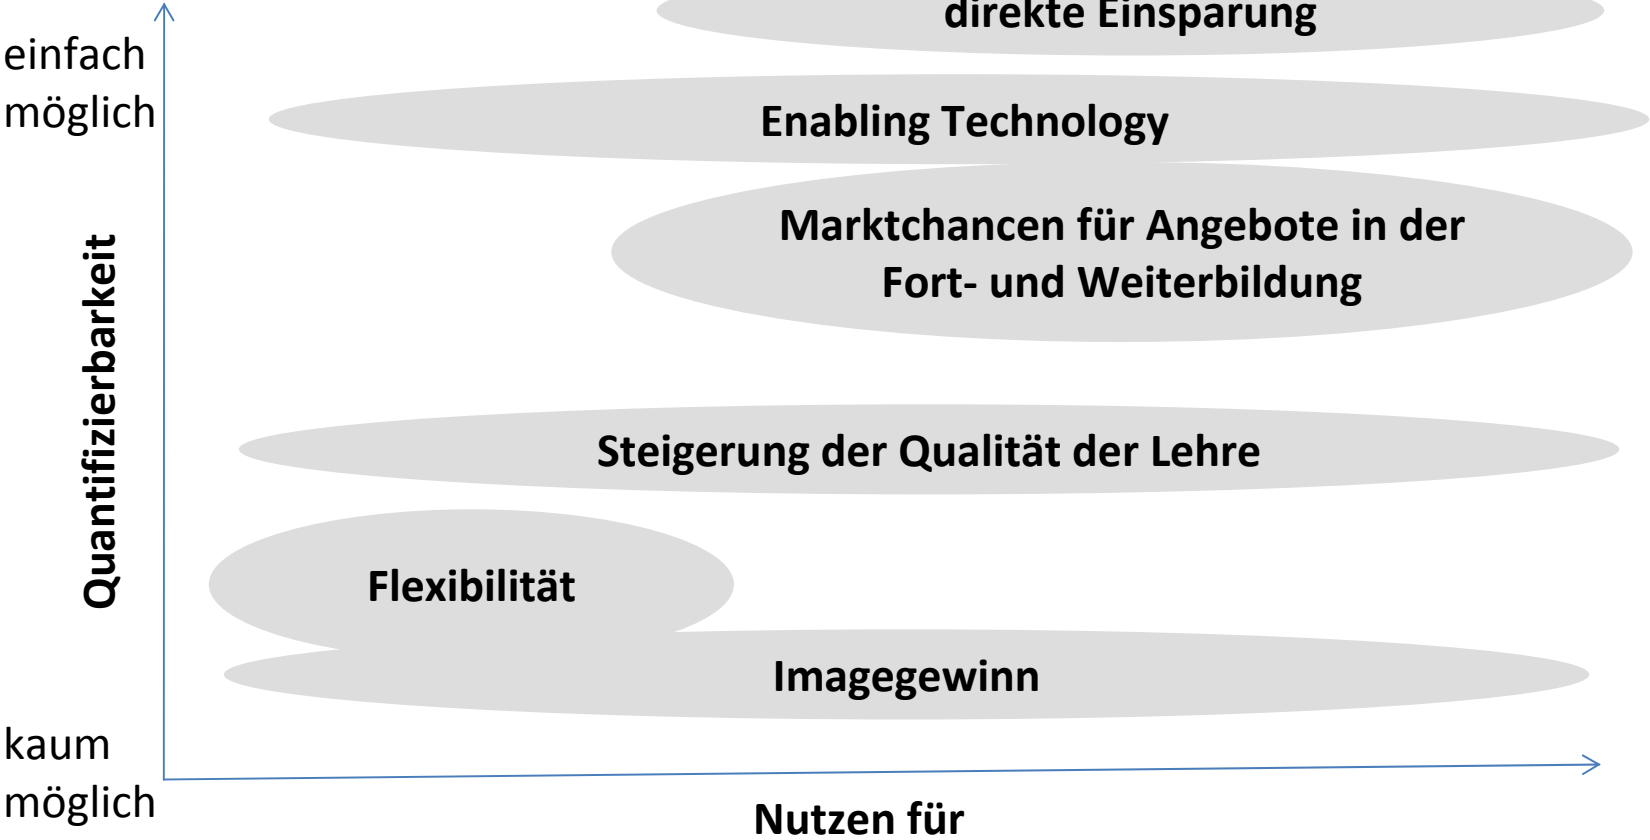 direkte Einsparung
einfach
möglich
Enabling Technology
Marktchancen für Angebote in der
Fort- und Weiterbildung
Quantifizierbarkeit
Steigerung der Qualität der Lehre
Flexibilität
Imagegewinn
kaum
möglich
Nutzen für